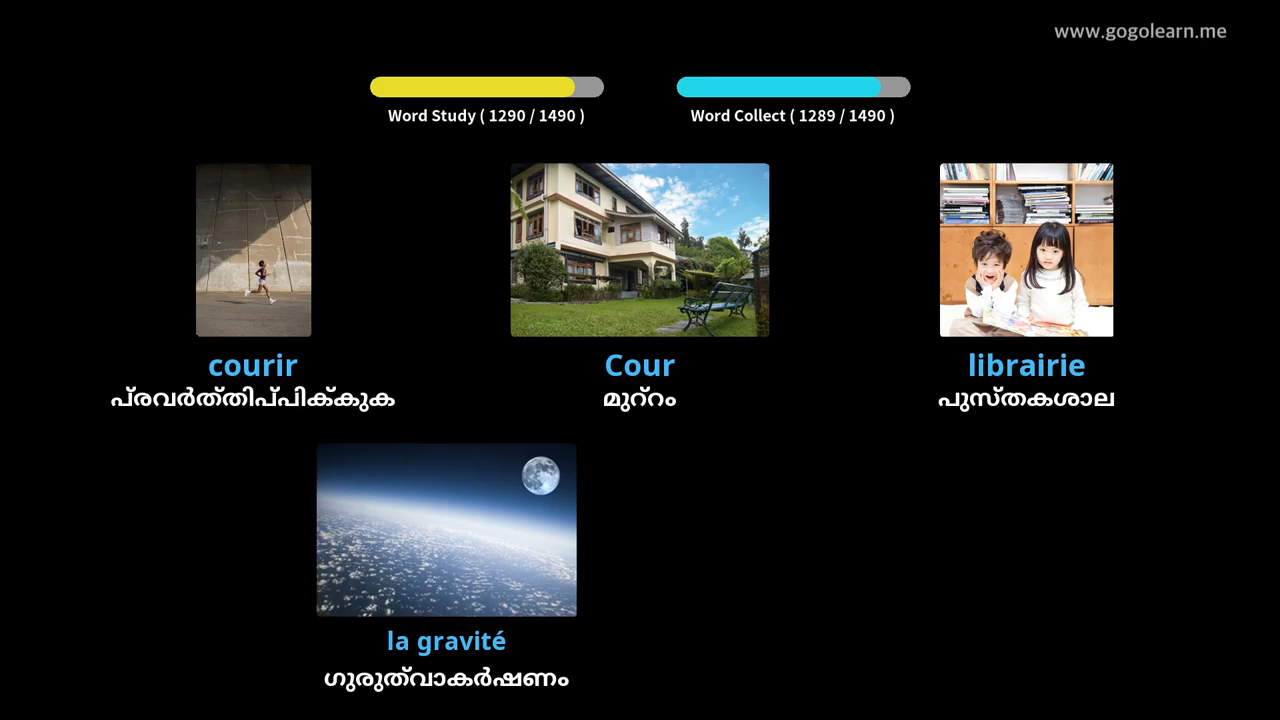 www.gogolearn.me
Word Study ( 1290 / 1490 )
Word Collect ( 1289 / 1490 )
courir
Cour
librairie
പ്രവർത്തിപ്പിക്കുക
മുറ്റം
പുസ്തകശാല
la gravité
ഗുരുത്വാകർഷണം